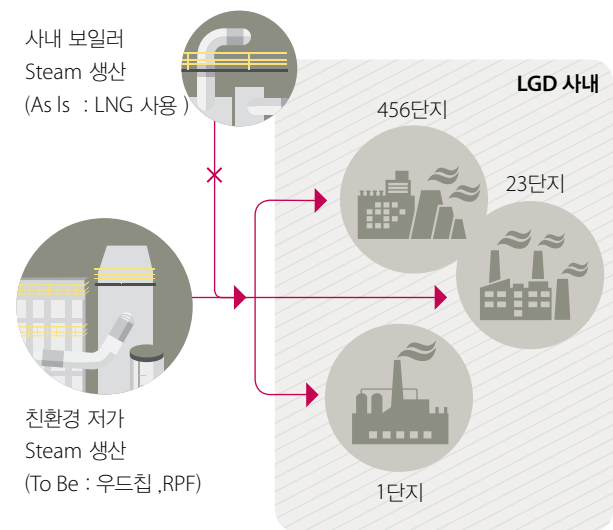 사내 보일러
Steam 생산
(As Is : LNG 사용 )
LGD 사내
456단지
23단지
친환경 저가
Steam 생산
(To Be : 우드칩 ,RPF)
1단지